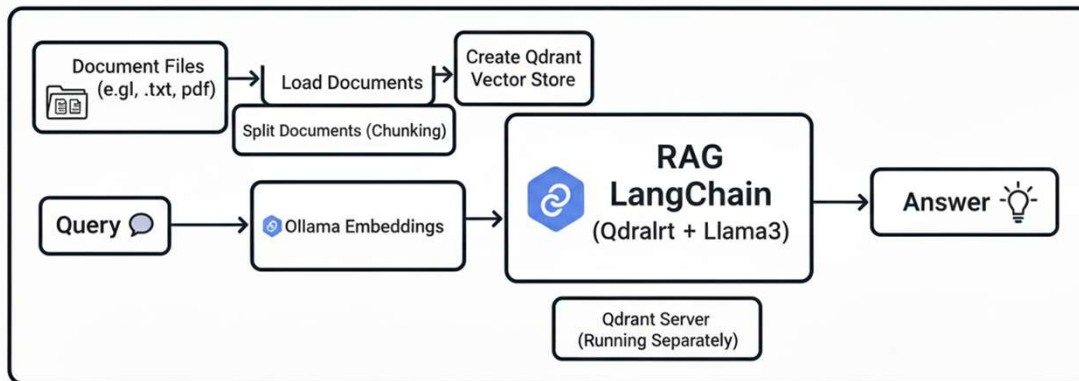 Document Files
(e.gl, .txt, pdf)
Load Documents
Split Documents (Chunking)
Create Qdrant
Vector Store
Query
Ollama Embeddings
RAG
LangChain
(Qdralrt + Llama3)
Answer
Qdrant Server
(Running Separately)